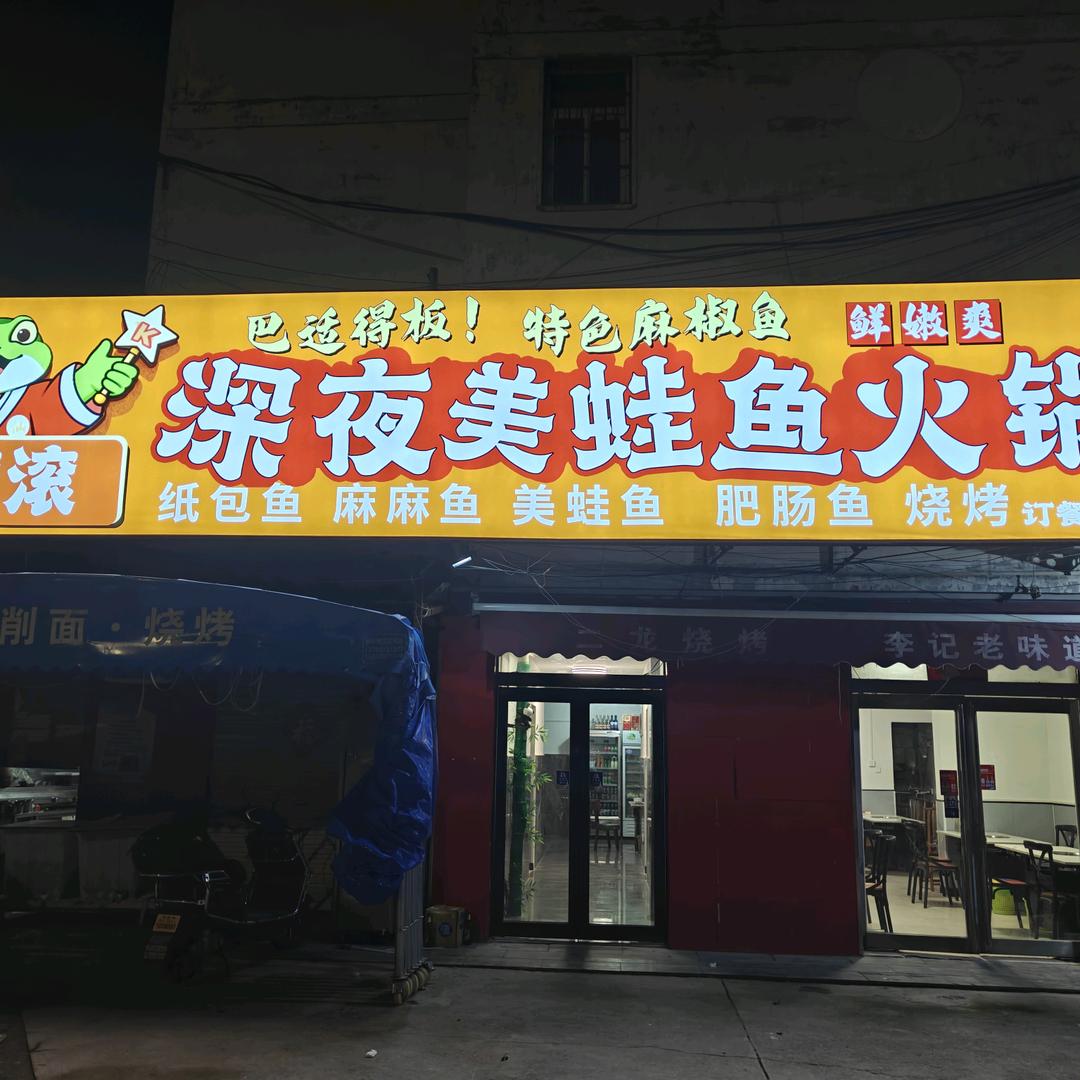 巴适得板！ 特色麻椒鱼 鲜嫩爽
K
深夜美蛙鱼火锅
滚
纸包鱼 麻麻鱼 美蛙鱼 肥肠鱼 烧烤 订餐
削面·烧烤
二龙烧烤 李记老味道